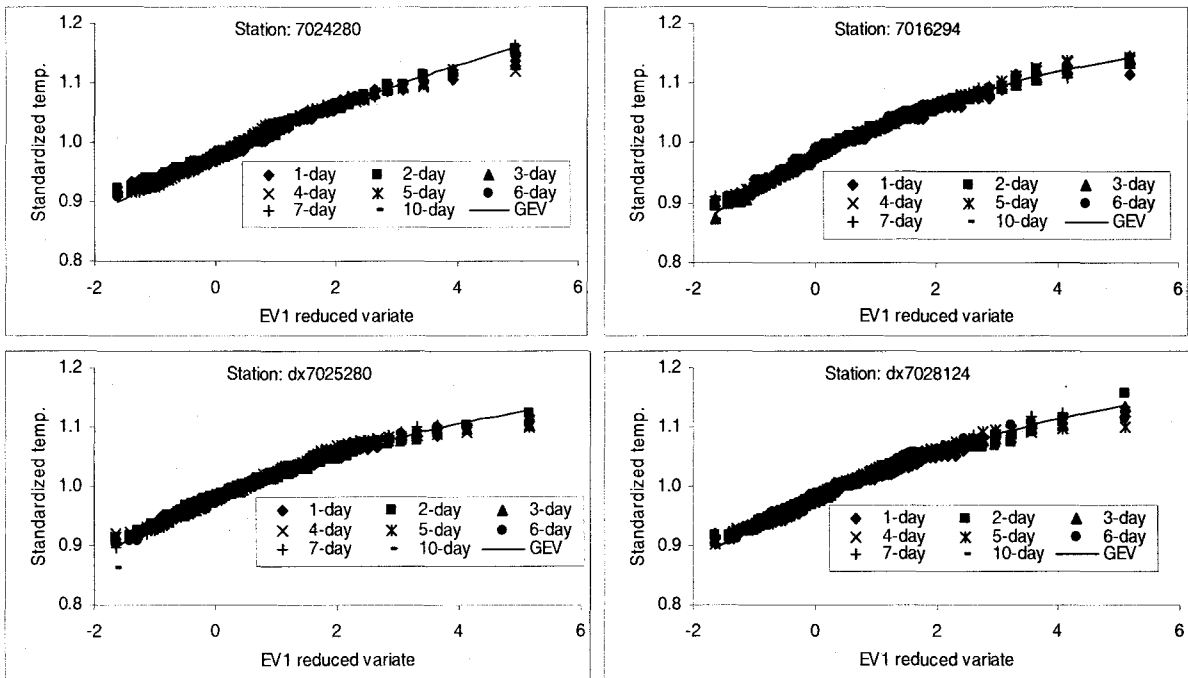 Station: 7024280
Standardized temp.
1.2
1.1
1.0
0.9
0.8
1-day 2-day 3-day
4-day 5-day 6-day
7-day 10-day GEV
-2 0 2 4 6
EV1 reduced variate
Station: 7016294
Standardized temp.
1.2
1.1
1.0
0.9
0.8
1-day 2-day 3-day
4-day 5-day 6-day
7-day 10-day GEV
-2 0 2 4 6
EV1 reduced variate
Station: dx7025280
Standardized temp.
1.2
1.1
1.0
0.9
0.8
1-day 2-day 3-day
4-day 5-day 6-day
7-day 10-day GEV
-2 0 2 4 6
EV1 reduced variate
Station: dx7028124
Standardized temp.
1.2
1.1
1.0
0.9
0.8
1-day 2-day 3-day
4-day 5-day 6-day
7-day 10-day GEV
-2 0 2 4 6
EV1 reduced variate